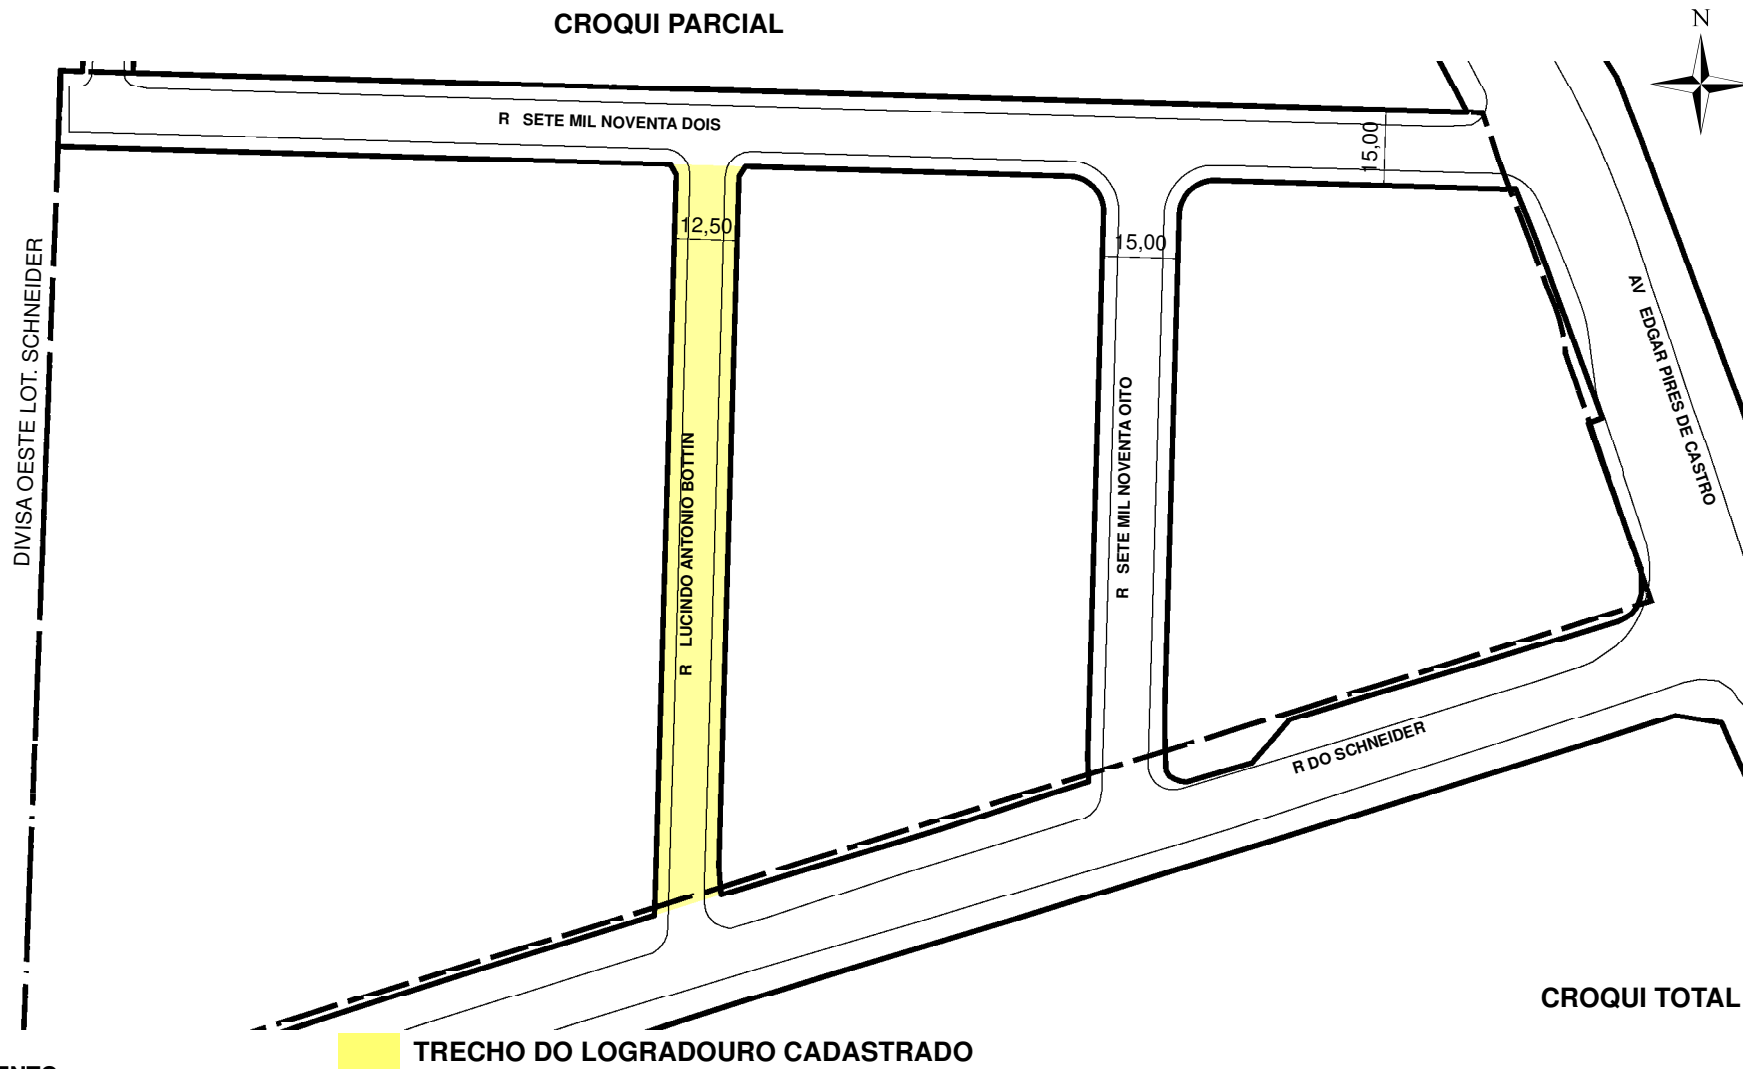 CROQUI PARCIAL
N
R SETE MIL NOVENTA DOIS
15,00
12,50
15,00
DIVISA OESTE LOT. SCHNEIDER
R LUCINDO ANTONIO BOTTIN
R SETE MIL NOVENTA OITO
AV EDGAR PIRES DE CASTRO
R DO SCHNEIDER
CROQUI TOTAL
TRECHO DO LOGRADOURO CADASTRADO